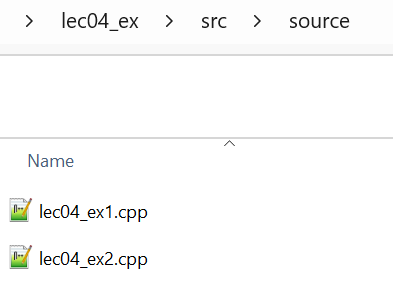 > lec04_ex > src > source
Name
lec04_ex1.cpp
lec04_ex2.cpp